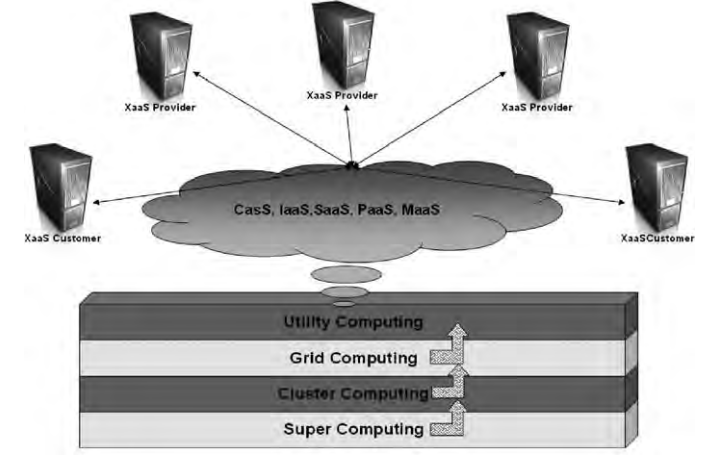 XaaS Provider
XaaS Provider
XaaS Provider
XaaS Customer
CasS, IaaS,SaaS, PaaS, MaaS
XaaSCustomer
Utility Computing
Grid Computing
Cluster Computing
Super Computing